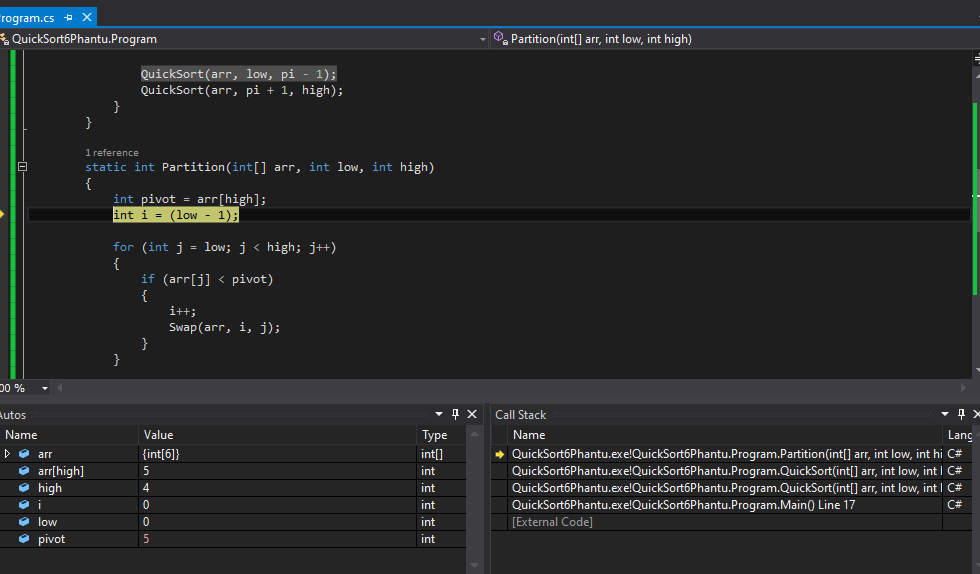 rogram.cs
QuickSort6Phantu.Program
Partition(int[] arr, int low, int high)
QuickSort(arr, low, pi - 1);
QuickSort(arr, pi + 1, high);
}
}
1 reference
static int Partition(int[] arr, int low, int high)
{
int pivot = arr[high];
int i = (low - 1);
for (int j = low; j < high; j++)
{
if (arr[j] < pivot)
{
i++;
Swap(arr, i, j);
}
}
00 %
Autos
Name Value Type
arr {int[6]} int[]
arr[high] 5 int
high 4 int
i 0 int
low 0 int
pivot 5 int
Call Stack
Name Lang
QuickSort6Phantu.exe!QuickSort6Phantu.Program.Partition(int[] arr, int low, int hi C#
QuickSort6Phantu.exe!QuickSort6Phantu.Program.QuickSort(int[] arr, int low, int l C#
QuickSort6Phantu.exe!QuickSort6Phantu.Program.QuickSort(int[] arr, int low, int l C#
QuickSort6Phantu.exe!QuickSort6Phantu.Program.Main() Line 17 C#
[External Code]